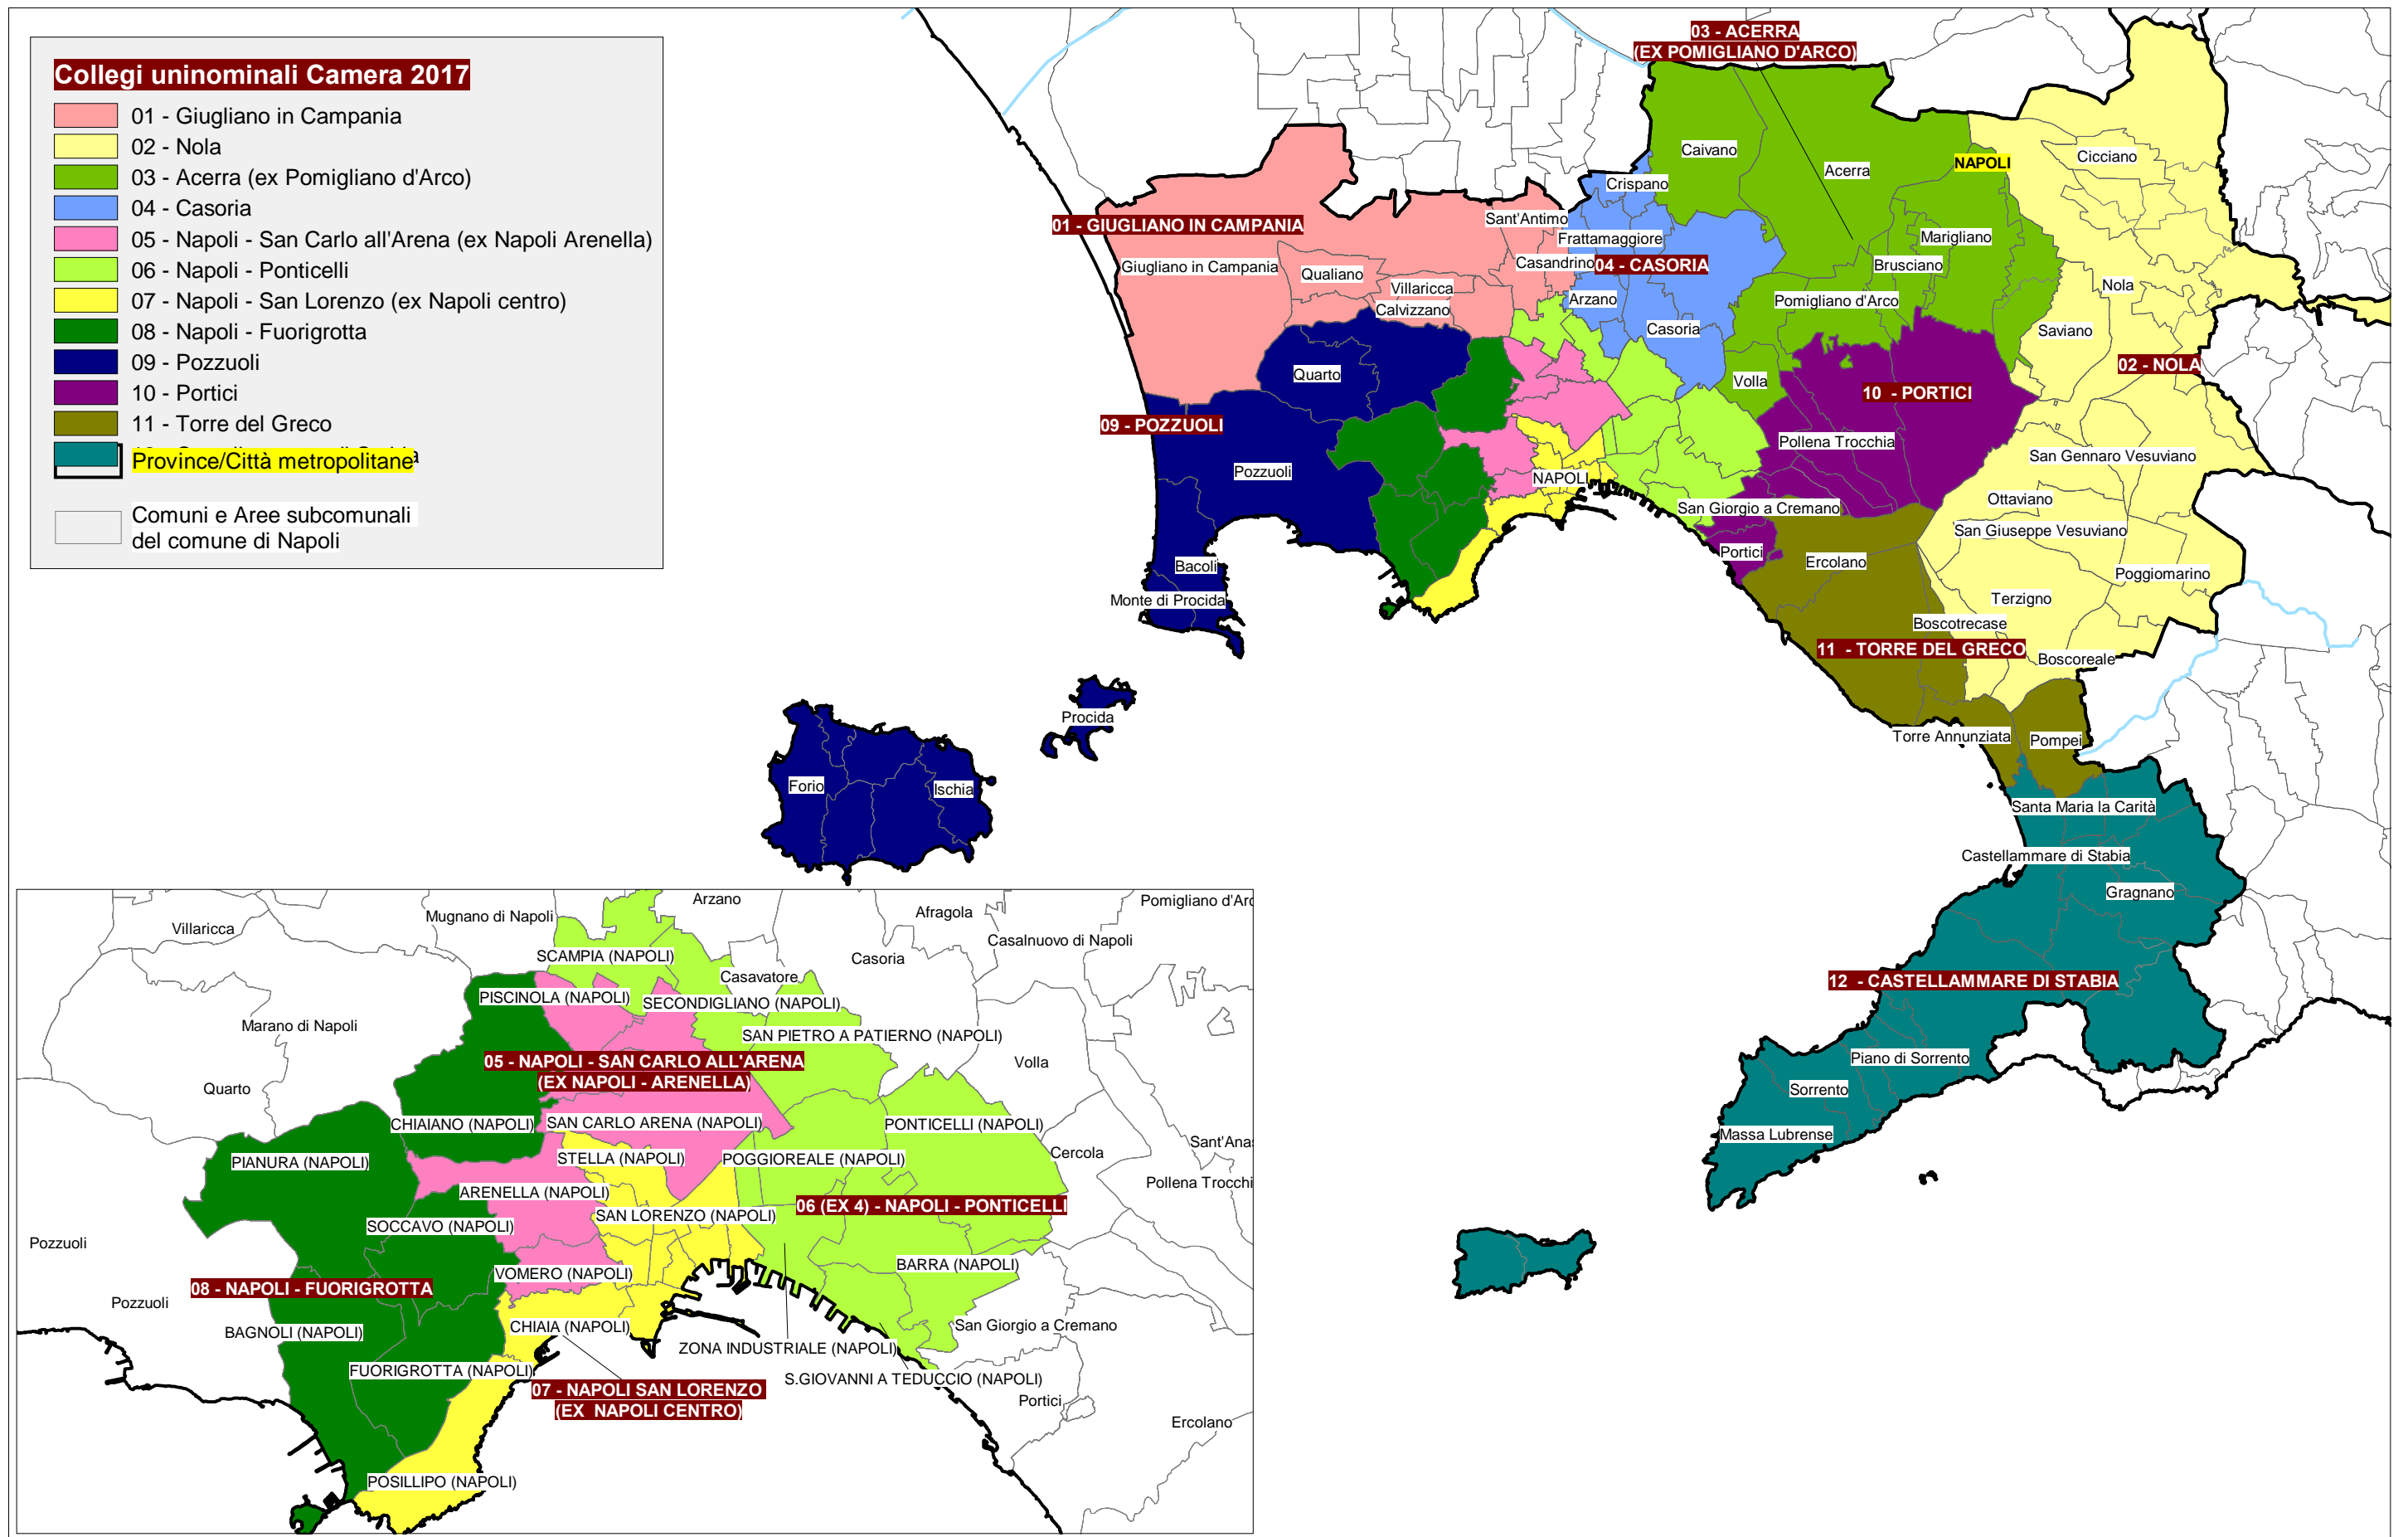 Collegi uninominali Camera 2017
01 - Giugliano in Campania
02 - Nola
03 - Acerra (ex Pomigliano d'Arco)
04 - Casoria
05 - Napoli - San Carlo all'Arena (ex Napoli Arenella)
06 - Napoli - Ponticelli
07 - Napoli - San Lorenzo (ex Napoli centro)
08 - Napoli - Fuorigrotta
09 - Pozzuoli
10 - Portici
11 - Torre del Greco
Province/Città metropolitane
Comuni e Aree subcomunali
del comune di Napoli
03 - ACERRA
(EX POMIGLIANO D'ARCO)
Caivano
Acerra
NAPOLI
Cicciano
Crispano
01 - GIUGLIANO IN CAMPANIA
Sant'Antimo
Frattamaggiore
Marigliano
Giugliano in Campania
Qualiano
Casandrino
04 - CASORIA
Brusciano
Villaricca
Nola
Calvizzano
Arzano
Pomigliano d'Arco
Casoria
Saviano
Quarto
Volla
02 - NOLA
10 - PORTICI
09 - POZZUOLI
Pollena Trocchia
San Gennaro Vesuviano
Pozzuoli
NAPOLI
Ottaviano
San Giorgio a Cremano
San Giuseppe Vesuviano
Portici
Ercolano
Bacoli
Poggiomarino
Monte di Procida
Terzigno
Boscotrecase
11 - TORRE DEL GRECO
Boscoreale
Procida
Torre Annunziata
Pompei
Forio
Ischia
Santa Maria la Carità
Castellammare di Stabia
Gragnano
12 - CASTELLAMMARE DI STABIA
Piano di Sorrento
Sorrento
Massa Lubrense
Arzano
Pomigliano d'Arc
Mugnano di Napoli
Afragola
Villaricca
Casalnuovo di Napoli
SCAMPIA (NAPOLI)
Casoria
Casavatore
PISCINOLA (NAPOLI)
SECONDIGLIANO (NAPOLI)
Marano di Napoli
SAN PIETRO A PATIERNO (NAPOLI)
05 - NAPOLI - SAN CARLO ALL'ARENA
(EX NAPOLI - ARENELLA)
Volla
Quarto
CHIAIANO (NAPOLI)
SAN CARLO ARENA (NAPOLI)
PONTICELLI (NAPOLI)
Sant'Anas
Cercola
PIANURA (NAPOLI)
STELLA (NAPOLI)
POGGIOREALE (NAPOLI)
Pollena Trocchi
ARENELLA (NAPOLI)
06 (EX 4) - NAPOLI - PONTICELLI
SAN LORENZO (NAPOLI)
SOCCAVO (NAPOLI)
Pozzuoli
BARRA (NAPOLI)
VOMERO (NAPOLI)
08 - NAPOLI - FUORIGROTTA
Pozzuoli
BAGNOLI (NAPOLI)
CHIAIA (NAPOLI)
San Giorgio a Cremano
ZONA INDUSTRIALE (NAPOLI)
FUORIGROTTA (NAPOLI)
S.GIOVANNI A TEDUCCIO (NAPOLI)
07 - NAPOLI SAN LORENZO
(EX NAPOLI CENTRO)
Portici
Ercolano
POSILLIPO (NAPOLI)